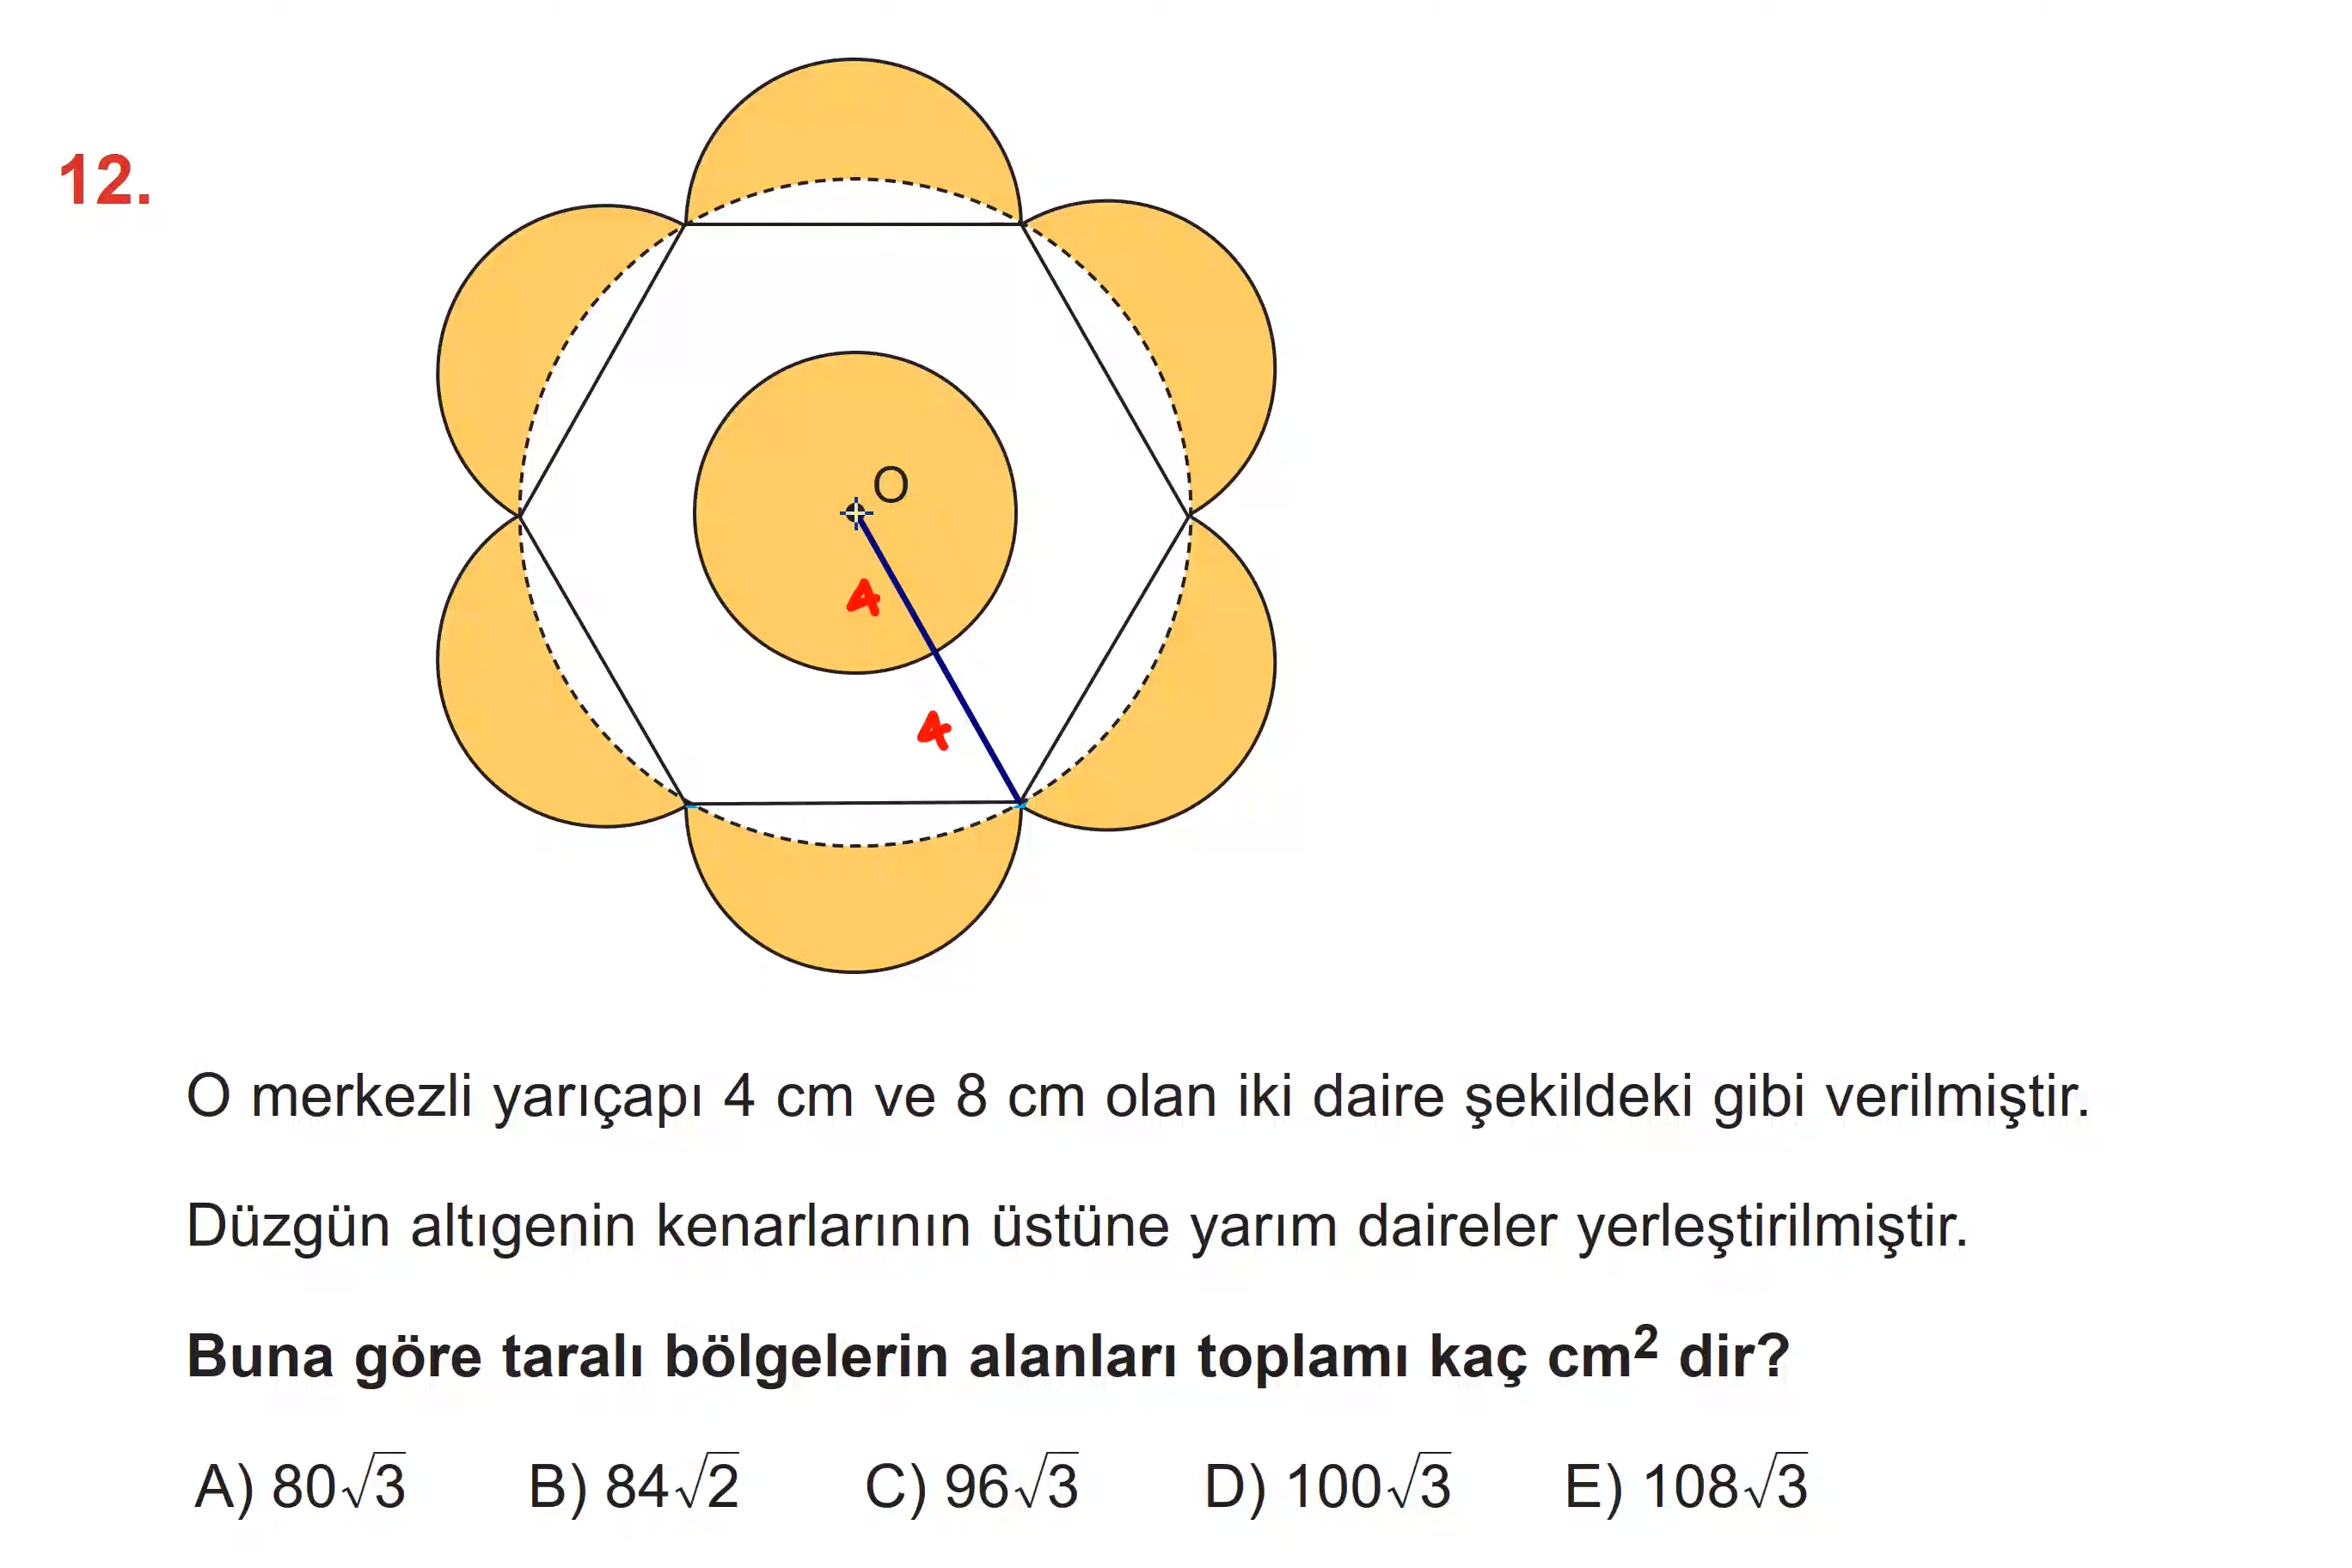 12.
O
4
4
O merkezli yarıçapı 4 cm ve 8 cm olan iki daire şekildeki gibi verilmiştir.
Düzgün altıgenin kenarlarının üstüne yarım daireler yerleştirilmiştir.
Buna göre taralı bölgelerin alanları toplamı kaç cm² dir?
A) 80√3 B) 84√2 C) 96√3 D) 100√3 E) 108√3